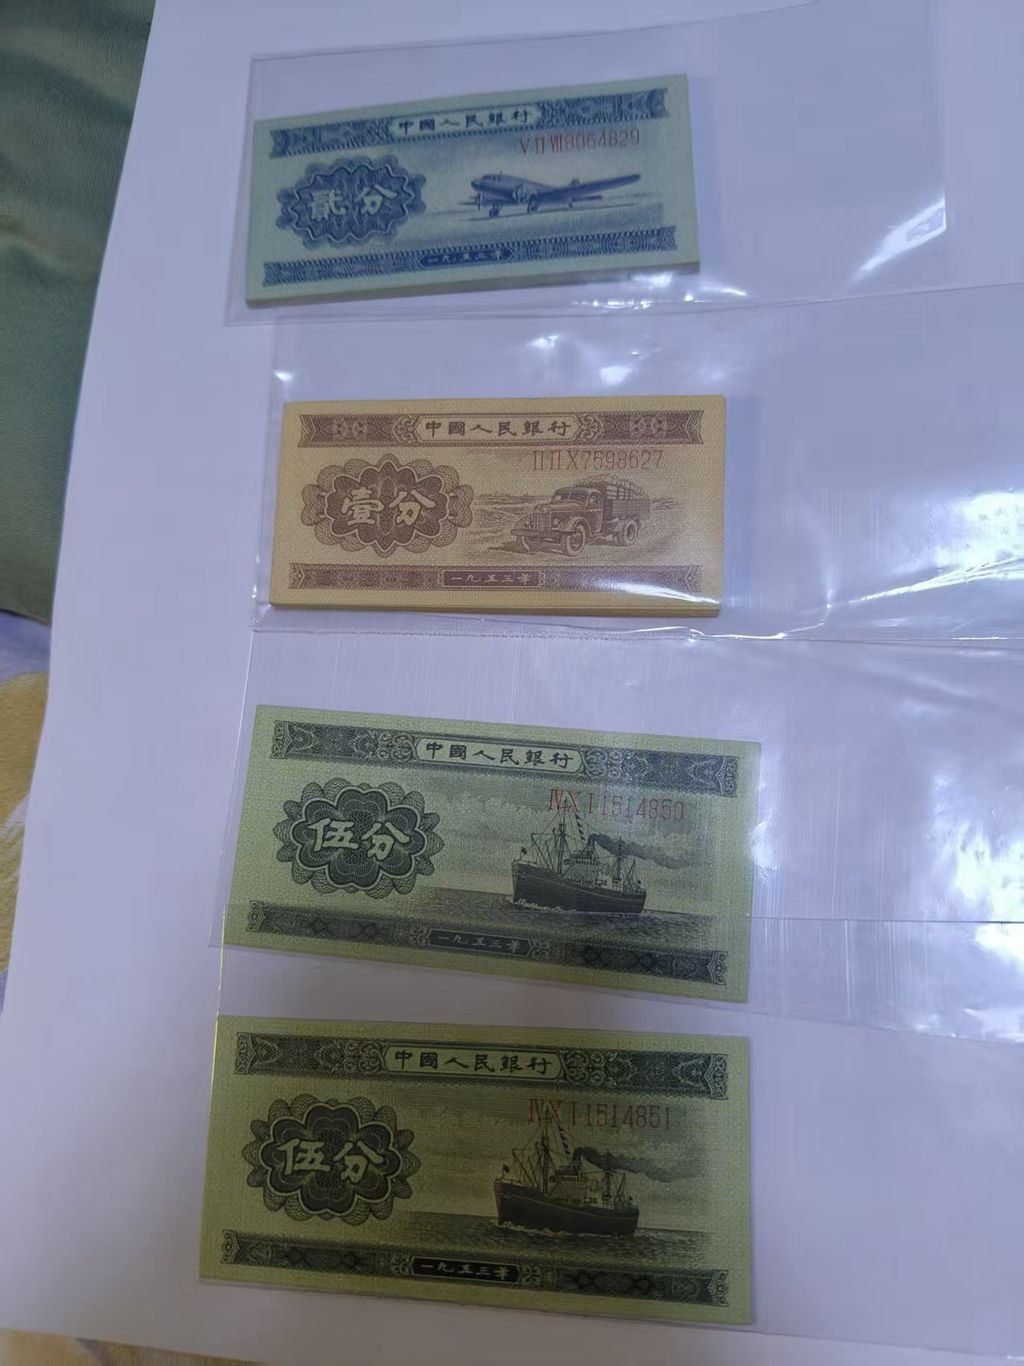 中國人民銀行
V II VII 8064829
貳分
一九五三年
中國人民銀行
II II X 7598627
壹分
一九五三年
中國人民銀行
IV X I 1514850
伍分
一九五三年
中國人民銀行
IV X I 1514851
伍分
一九五三年